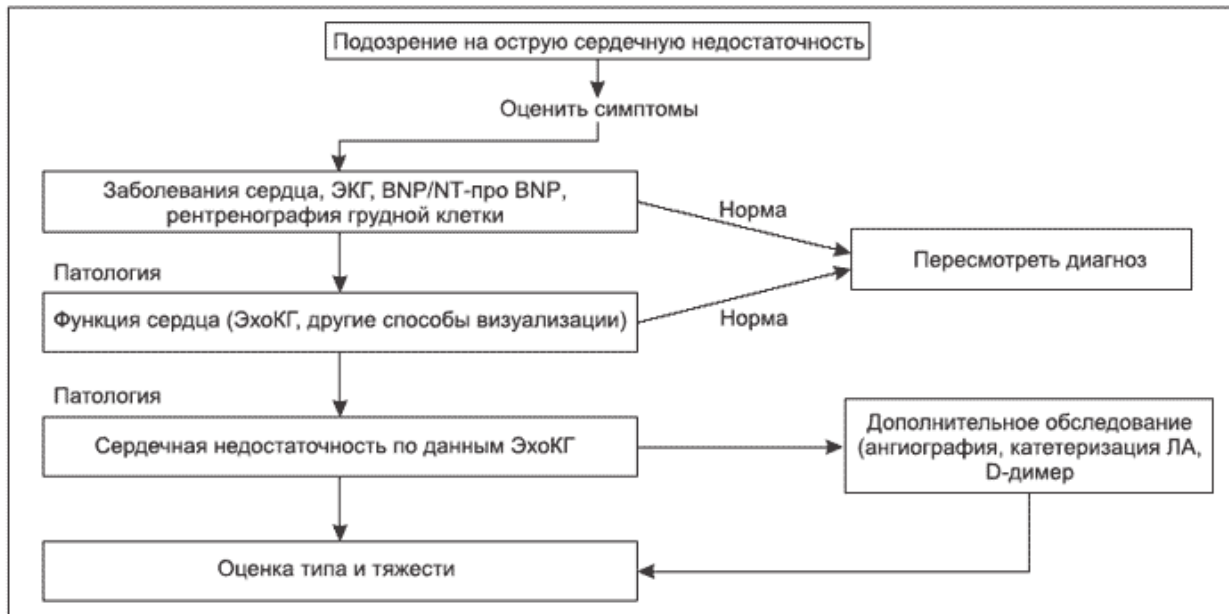 Подозрение на острую сердечную недостаточность
Оценить симптомы
Заболевания сердца, ЭКГ, BNP/NT-про BNP,
рентренография грудной клетки
Норма
Пересмотреть диагноз
Патология
Функция сердца (ЭхоКГ, другие способы визуализации)
Норма
Патология
Сердечная недостаточность по данным ЭхоКГ
Дополнительное обследование
(ангиография, катетеризация ЛА,
D-димер
Оценка типа и тяжести